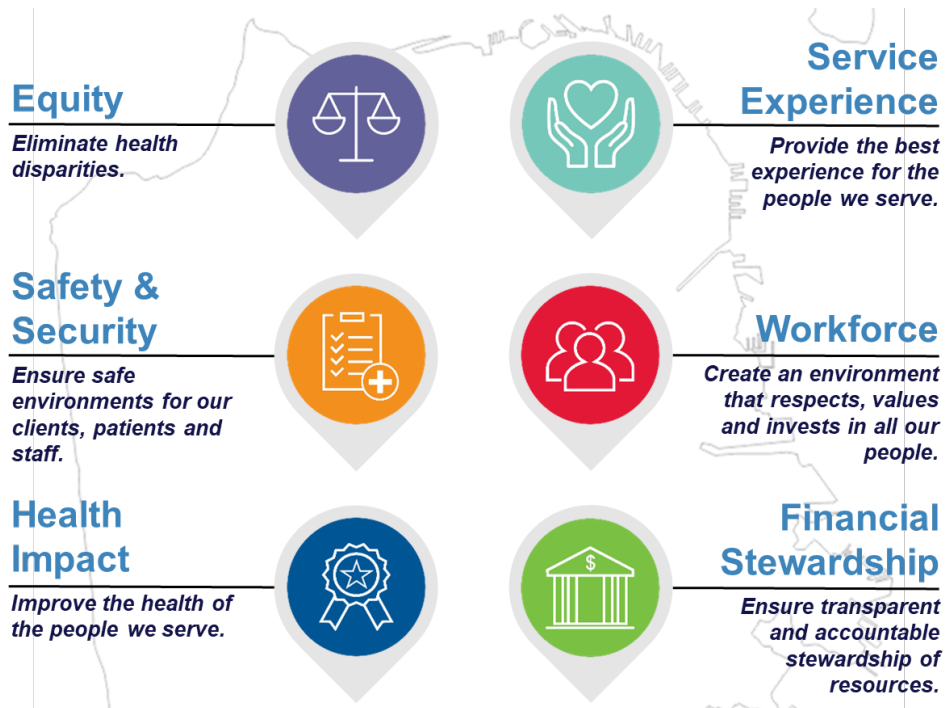 Equity
Eliminate health
disparities.
Service
Experience
Provide the best
experience for the
people we serve.
Safety &
Security
Ensure safe
environments for our
clients, patients and
staff.
Workforce
Create an environment
that respects, values
and invests in all our
people.
Health
Impact
Improve the health of
the people we serve.
$
Financial
Stewardship
Ensure transparent
and accountable
stewardship of
resources.